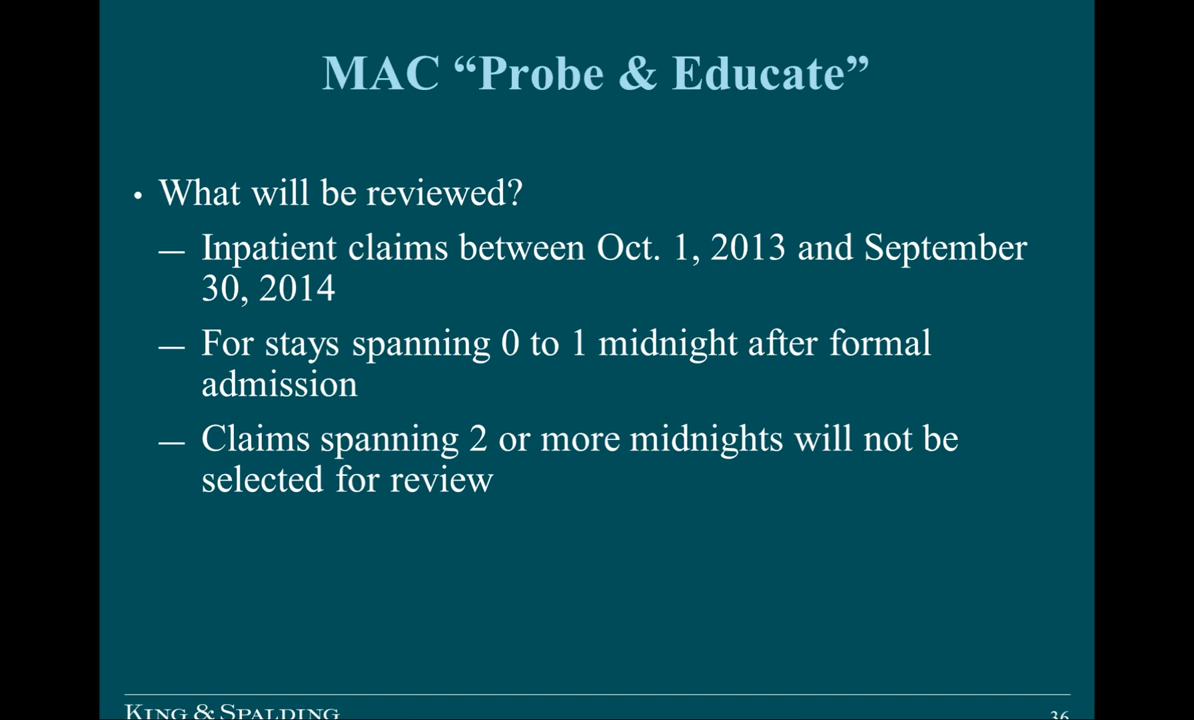 MAC “Probe & Educate”
• What will be reviewed?
— Inpatient claims between Oct. 1, 2013 and September
30, 2014
— For stays spanning 0 to 1 midnight after formal
admission
— Claims spanning 2 or more midnights will not be
selected for review
KING & SPALDING
36